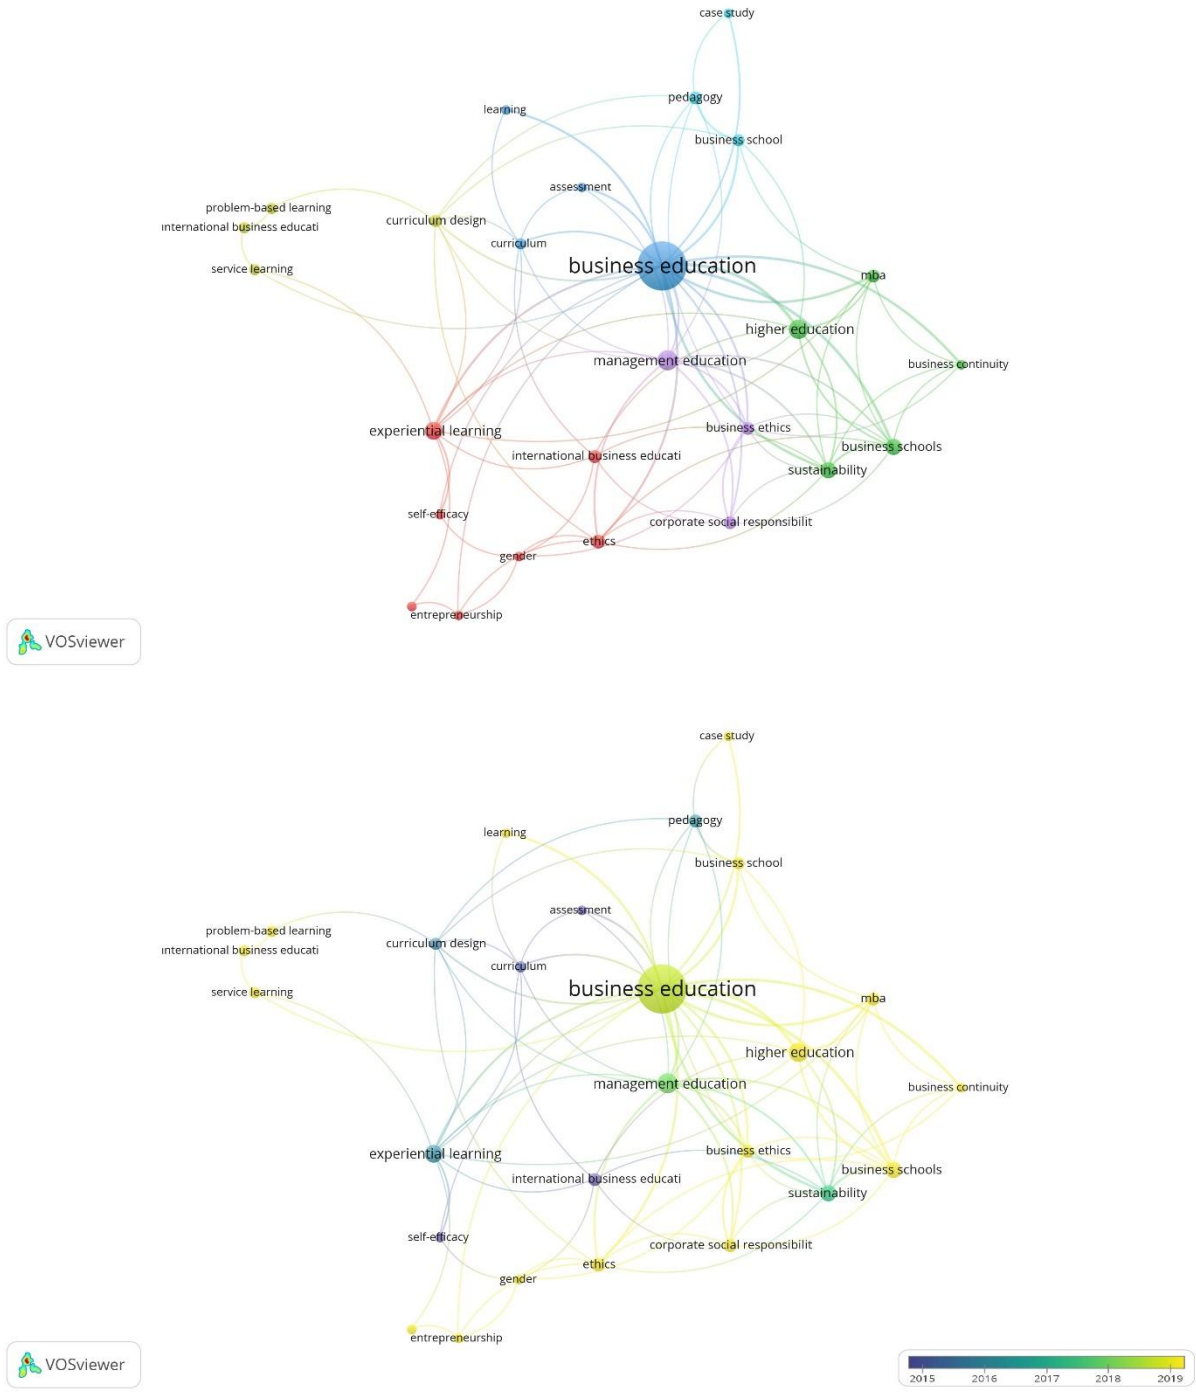 case study
pedagogy
learning
business school
assessment
problem-based learning
curriculum design
international business educati
curriculum
service learning
business education
mba
higher education
management education
business continuity
business ethics
experiential learning
business schools
international business educati
sustainability
self-efficacy
corporate social responsibilit
ethics
gender
entrepreneurship
VOSviewer
case study
pedagogy
learning
business school
assessment
problem-based learning
curriculum design
international business educati
curriculum
service learning
business education
mba
higher education
management education
business continuity
business ethics
experiential learning
business schools
international business educati
sustainability
self-efficacy
corporate social responsibilit
ethics
gender
entrepreneurship
VOSviewer
2015 2016 2017 2018 2019